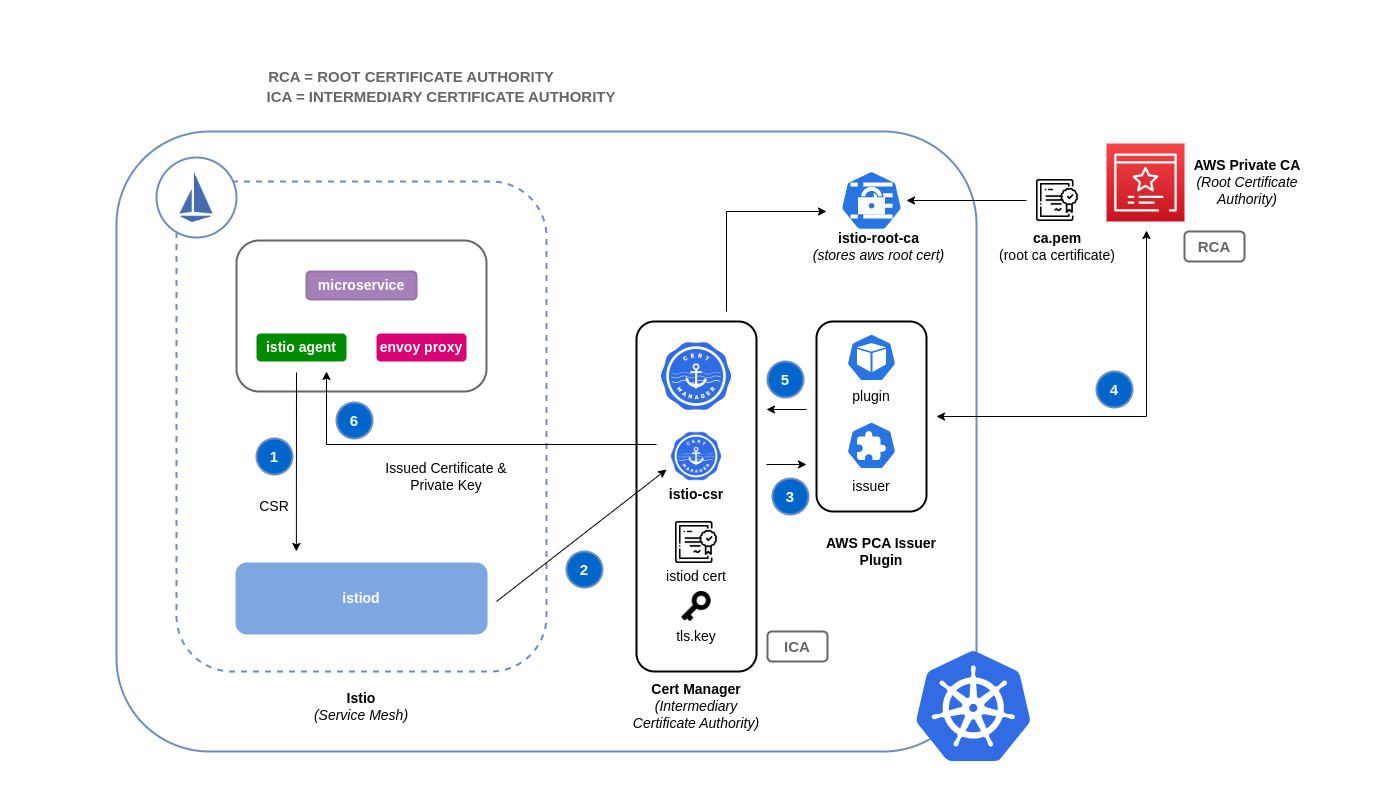 RCA = ROOT CERTIFICATE AUTHORITY
ICA = INTERMEDIARY CERTIFICATE AUTHORITY
AWS Private CA
(Root Certificate
Authority)
RCA
istio-root-ca
(stores aws root cert)
ca.pem
(root ca certificate)
microservice
istio agent
envoy proxy
CERT
MANAGER
plugin
5
4
6
1
CERT
MANAGER
Issued Certificate &
Private Key
issuer
istio-csr
3
CSR
AWS PCA Issuer
Plugin
2
istiod cert
istiod
tls.key
ICA
Istio
(Service Mesh)
Cert Manager
(Intermediary
Certificate Authority)